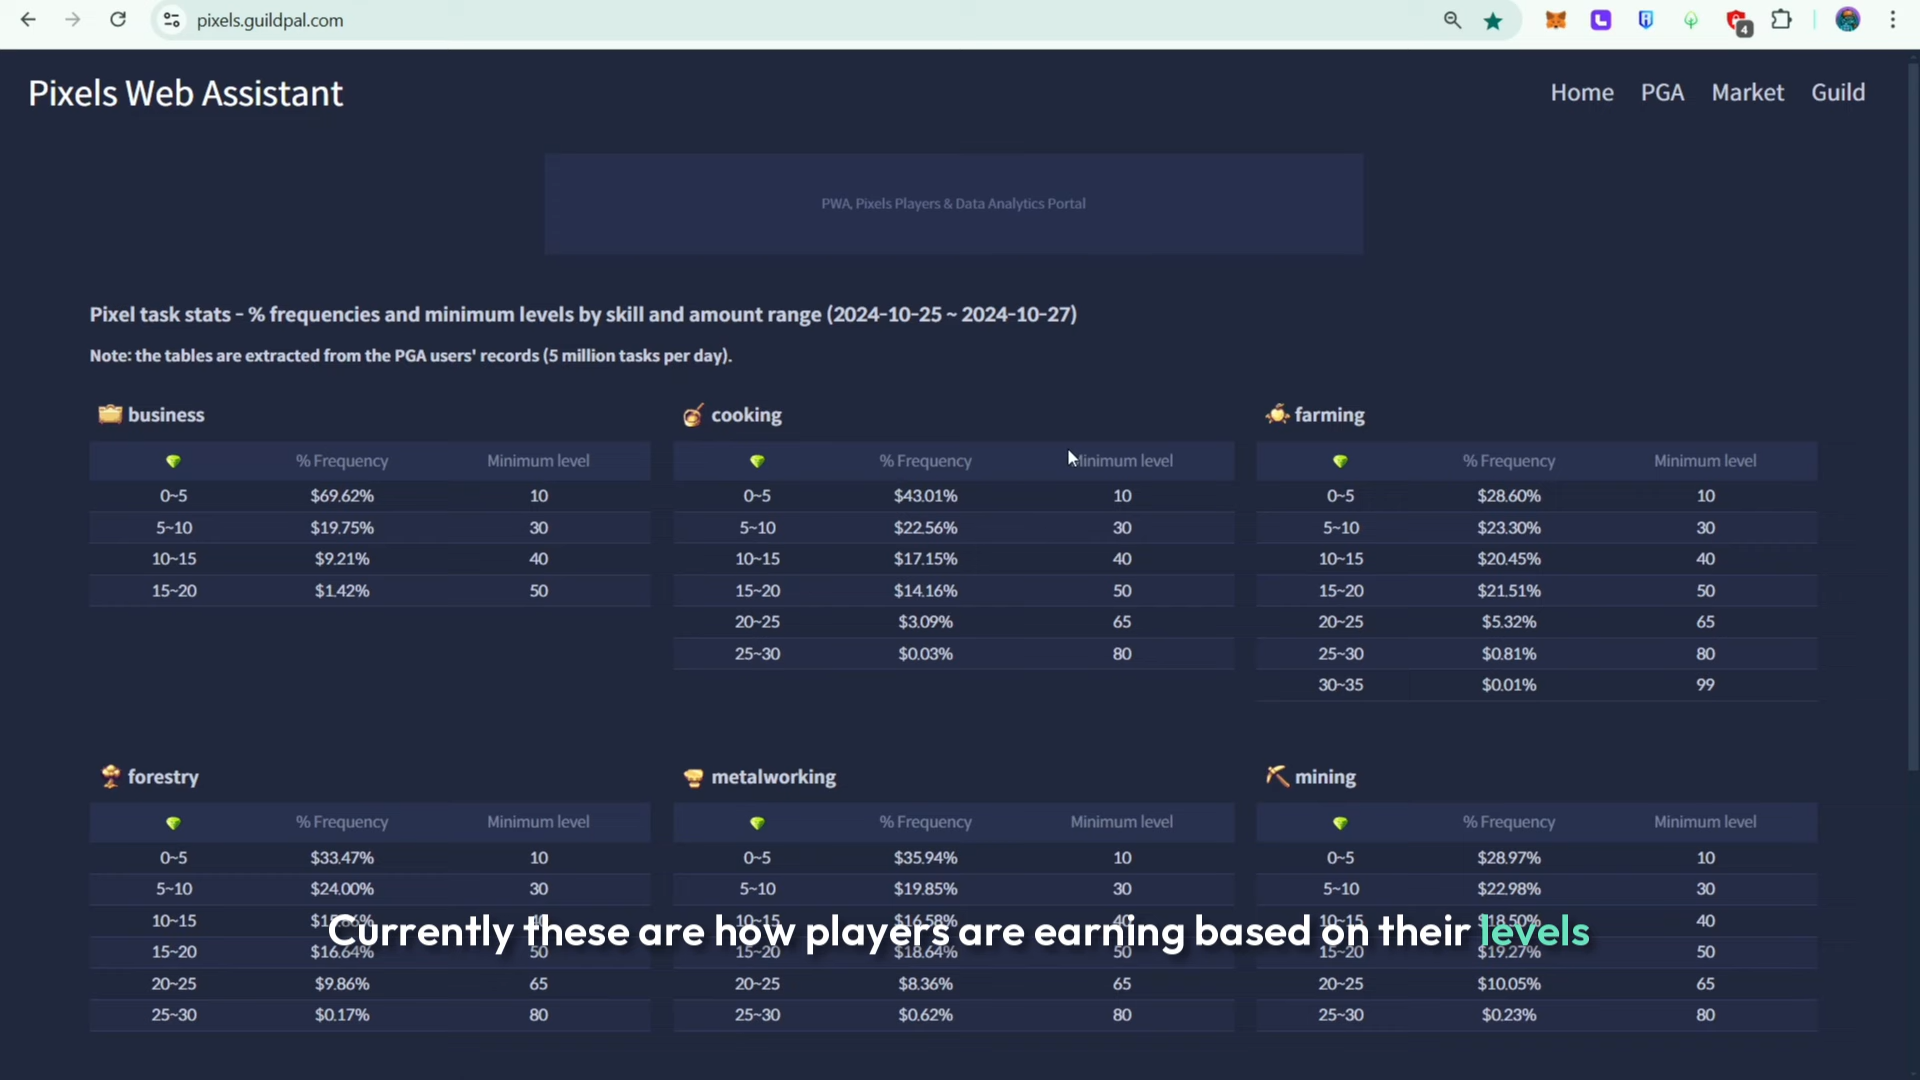 pixels.guildpal.com
4
Pixels Web Assistant
Home PGA Market Guild
PWA, Pixels Players & Data Analytics Portal
Pixel task stats - % frequencies and minimum levels by skill and amount range (2024-10-25 ~ 2024-10-27)
Note: the tables are extracted from the PGA users' records (5 million tasks per day).
business
% Frequency Minimum level
0~5 $69.62% 10
5~10 $19.75% 30
10~15 $9.21% 40
15~20 $1.42% 50
cooking
% Frequency Minimum level
0~5 $43.01% 10
5~10 $22.56% 30
10~15 $17.15% 40
15~20 $14.16% 50
20~25 $3.09% 65
25~30 $0.03% 80
farming
% Frequency Minimum level
0~5 $28.60% 10
5~10 $23.30% 30
10~15 $20.45% 40
15~20 $21.51% 50
20~25 $5.32% 65
25~30 $0.81% 80
30~35 $0.01% 99
forestry
% Frequency Minimum level
0~5 $33.47% 10
5~10 $24.00% 30
10~15 40
15~20 $16.64% 50
20~25 $9.86% 65
25~30 $0.17% 80
metalworking
% Frequency Minimum level
0~5 $35.94% 10
5~10 $19.85% 30
10~15 $16.58% 40
15~20 $18.64% 50
20~25 $8.36% 65
25~30 $0.62% 80
mining
% Frequency Minimum level
0~5 $28.97% 10
5~10 $22.98% 30
10~15 $18.50% 40
15~20 $19.27% 50
20~25 $10.05% 65
25~30 $0.23% 80
Currently these are how players are earning based on their levels